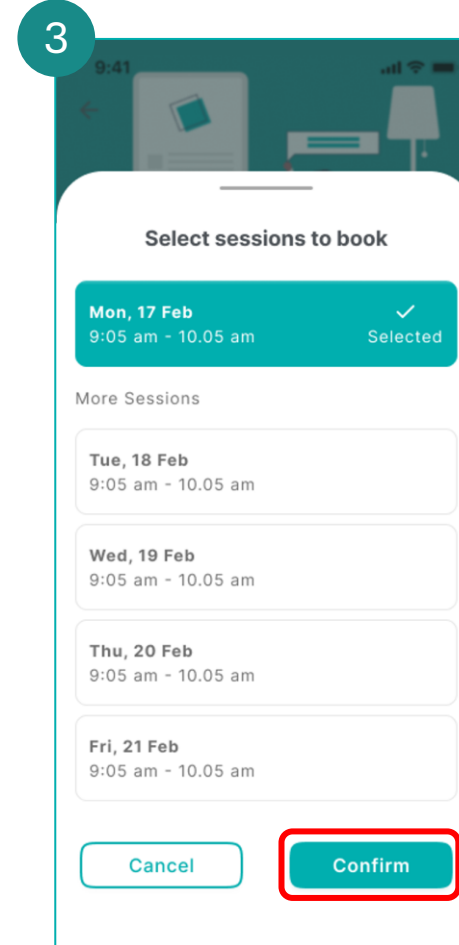 3
9:41
Select sessions to book
Mon, 17 Feb
9:05 am - 10.05 am
Selected
More Sessions
Tue, 18 Feb
9:05 am - 10.05 am
Wed, 19 Feb
9:05 am - 10.05 am
Thu, 20 Feb
9:05 am - 10.05 am
Fri, 21 Feb
9:05 am - 10.05 am
Cancel
Confirm